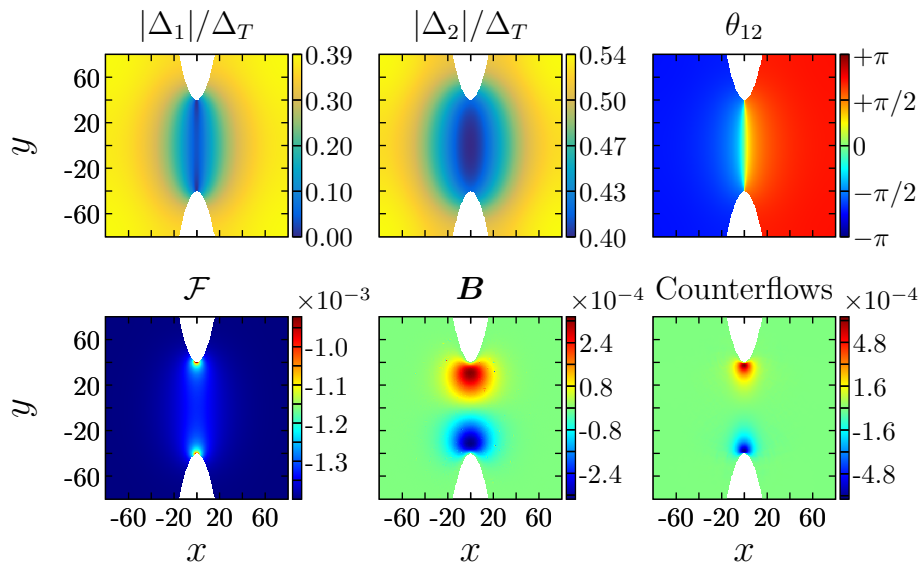 |Δ₁|/Δ_T |Δ₂|/Δ_T θ₁₂
60 0.39 0.54 +π
20 0.30 0.50 +π/2
y 0.20 0.47 0
-20 0.10 0.43 −π/2
-60 0.00 0.40 −π
𝓕 ×10⁻³ B ×10⁻⁴ Counterflows ×10⁻⁴
60 -1.0 2.4 4.8
20 -1.1 0.8 1.6
y -1.2 -0.8 -1.6
-20 -1.3 -2.4 -4.8
-60
-60 -20 20 60 -60 -20 20 60 -60 -20 20 60
x x x